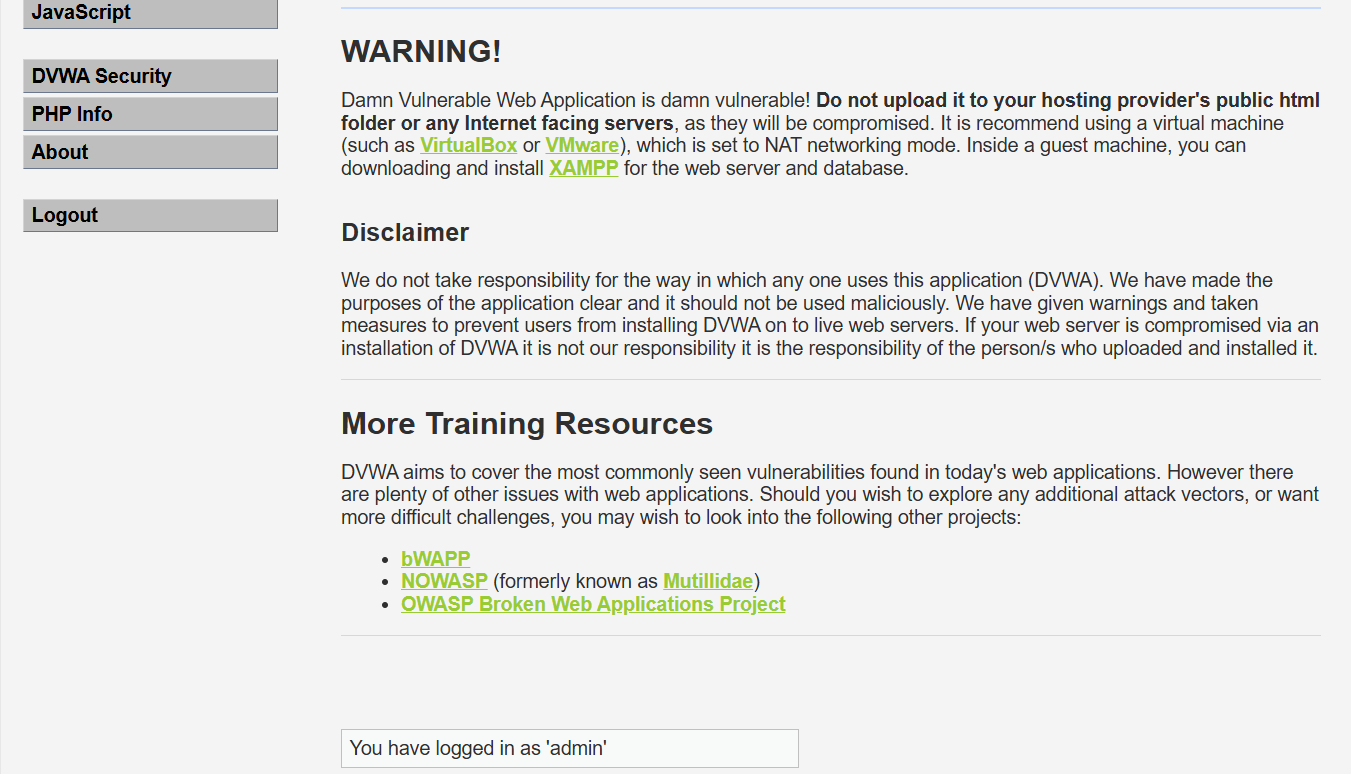 JavaScript
DVWA Security
PHP Info
About
Logout
WARNING!
Damn Vulnerable Web Application is damn vulnerable! Do not upload it to your hosting provider's public html
folder or any Internet facing servers, as they will be compromised. It is recommend using a virtual machine
(such as VirtualBox or VMware), which is set to NAT networking mode. Inside a guest machine, you can
downloading and install XAMPP for the web server and database.
Disclaimer
We do not take responsibility for the way in which any one uses this application (DVWA). We have made the
purposes of the application clear and it should not be used maliciously. We have given warnings and taken
measures to prevent users from installing DVWA on to live web servers. If your web server is compromised via an
installation of DVWA it is not our responsibility it is the responsibility of the person/s who uploaded and installed it.
More Training Resources
DVWA aims to cover the most commonly seen vulnerabilities found in today's web applications. However there
are plenty of other issues with web applications. Should you wish to explore any additional attack vectors, or want
more difficult challenges, you may wish to look into the following other projects:
• bWAPP
• NOWASP (formerly known as Mutillidae)
• OWASP Broken Web Applications Project
You have logged in as 'admin'